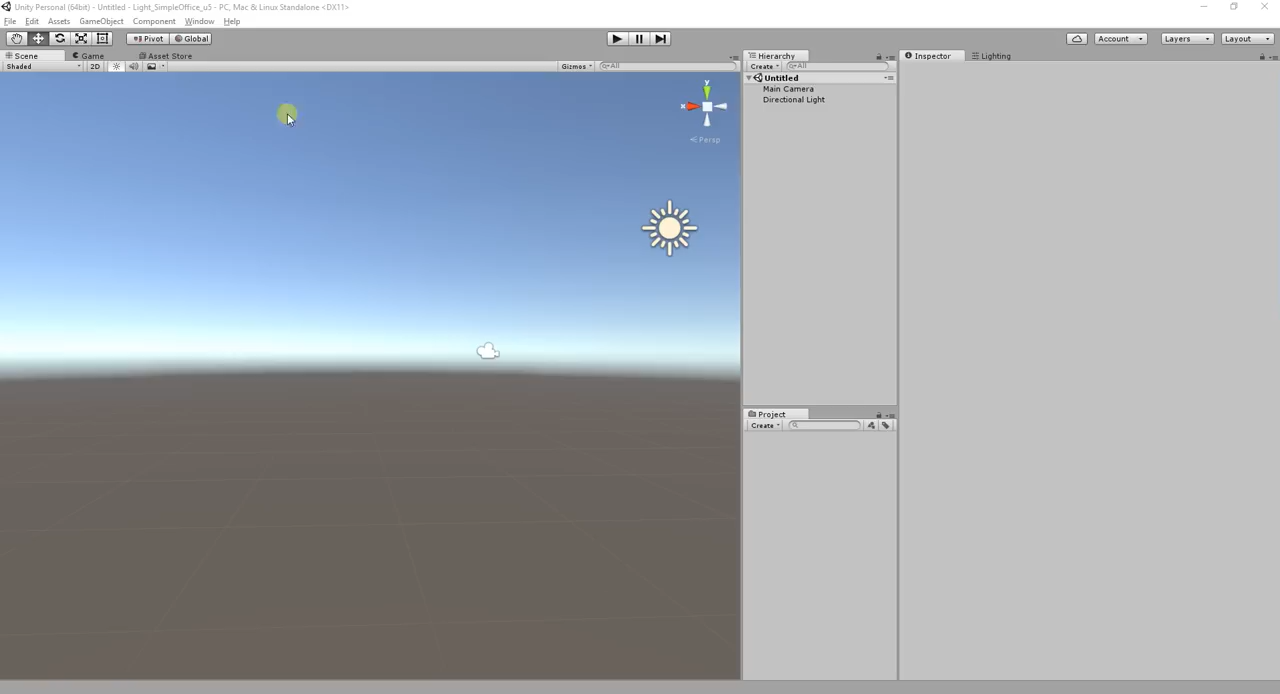 Unity Personal (64bit) - Untitled - Light_SimpleOffice_u5 - PC, Mac & Linux Standalone <DX11>
File Edit Assets GameObject Component Window Help
Pivot Global Account Layers Layout
Scene Game Asset Store Hierarchy Inspector Lighting
Shaded 2D Gizmos All Create All
Untitled
Main Camera
Directional Light
y
x
Persp
Project
Create